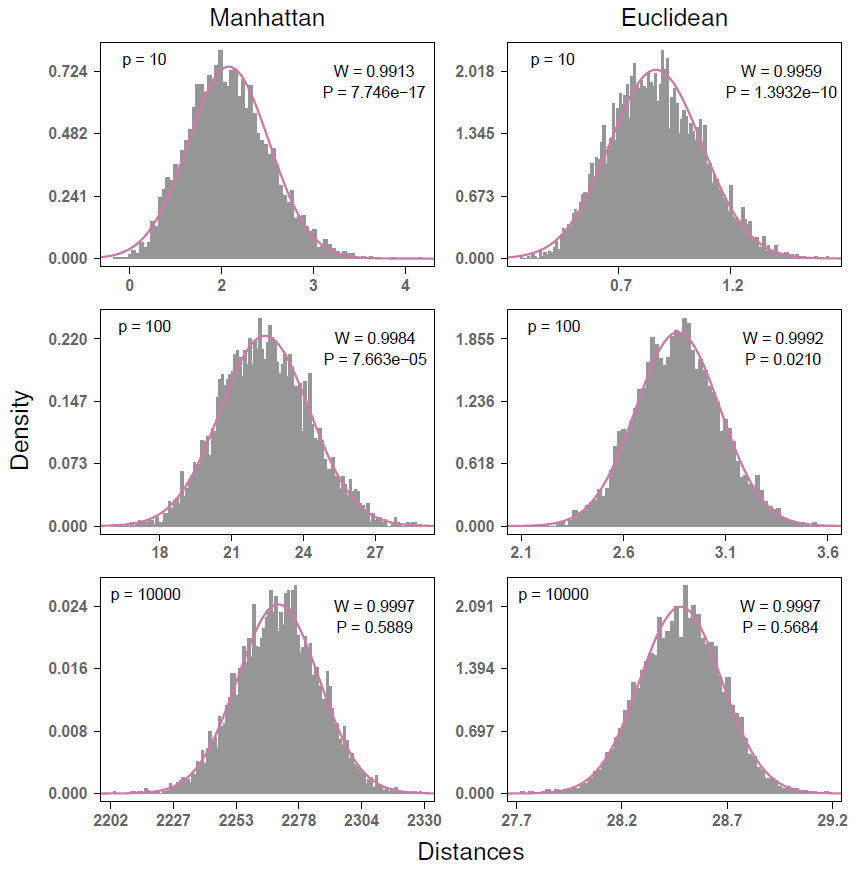 Manhattan
Euclidean
p = 10
W = 0.9913
P = 7.746e−17
0.724
0.482
0.241
0.000
0
2
3
4
p = 10
W = 0.9959
P = 1.3932e−10
2.018
1.345
0.673
0.000
0.7
1.2
p = 100
W = 0.9984
P = 7.663e−05
0.220
0.147
0.073
0.000
18
21
24
27
p = 100
W = 0.9992
P = 0.0210
1.855
1.236
0.618
0.000
2.1
2.6
3.1
3.6
Density
p = 10000
W = 0.9997
P = 0.5889
0.024
0.016
0.008
0.000
2202
2227
2253
2278
2304
2330
p = 10000
W = 0.9997
P = 0.5684
2.091
1.394
0.697
0.000
27.7
28.2
28.7
29.2
Distances